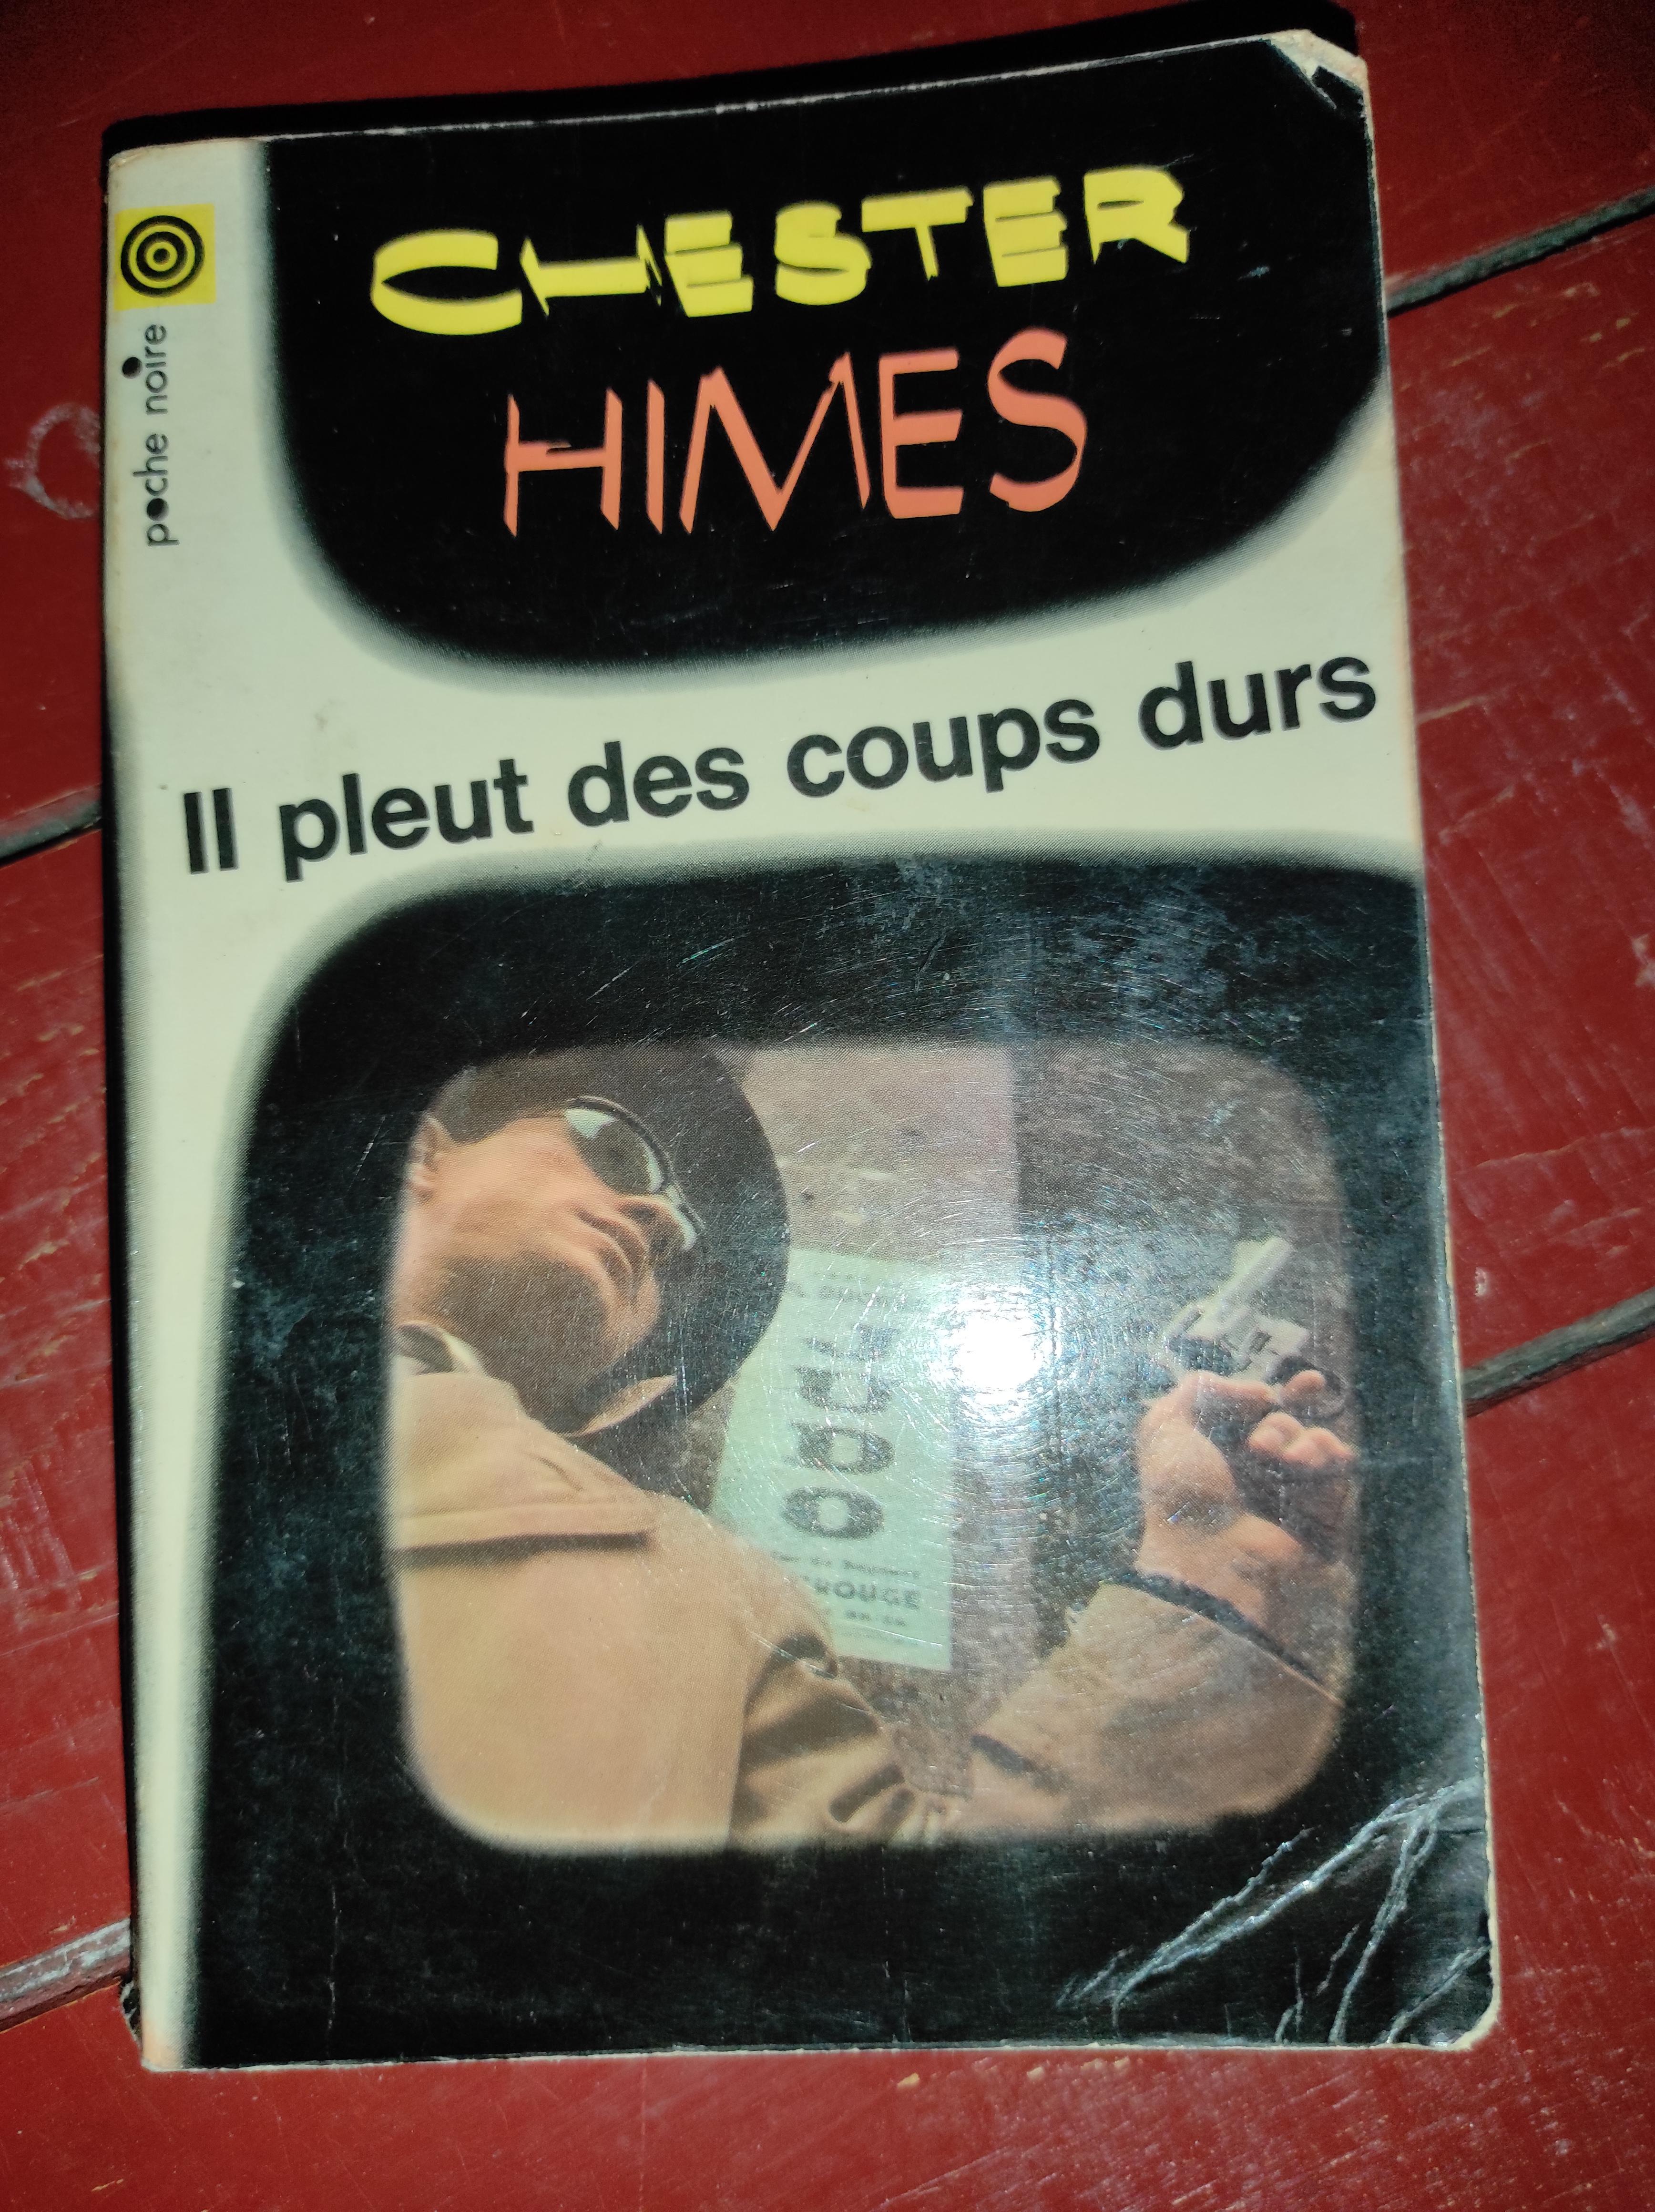 poche noire
CHESTER
HIMES
Il pleut des coups durs